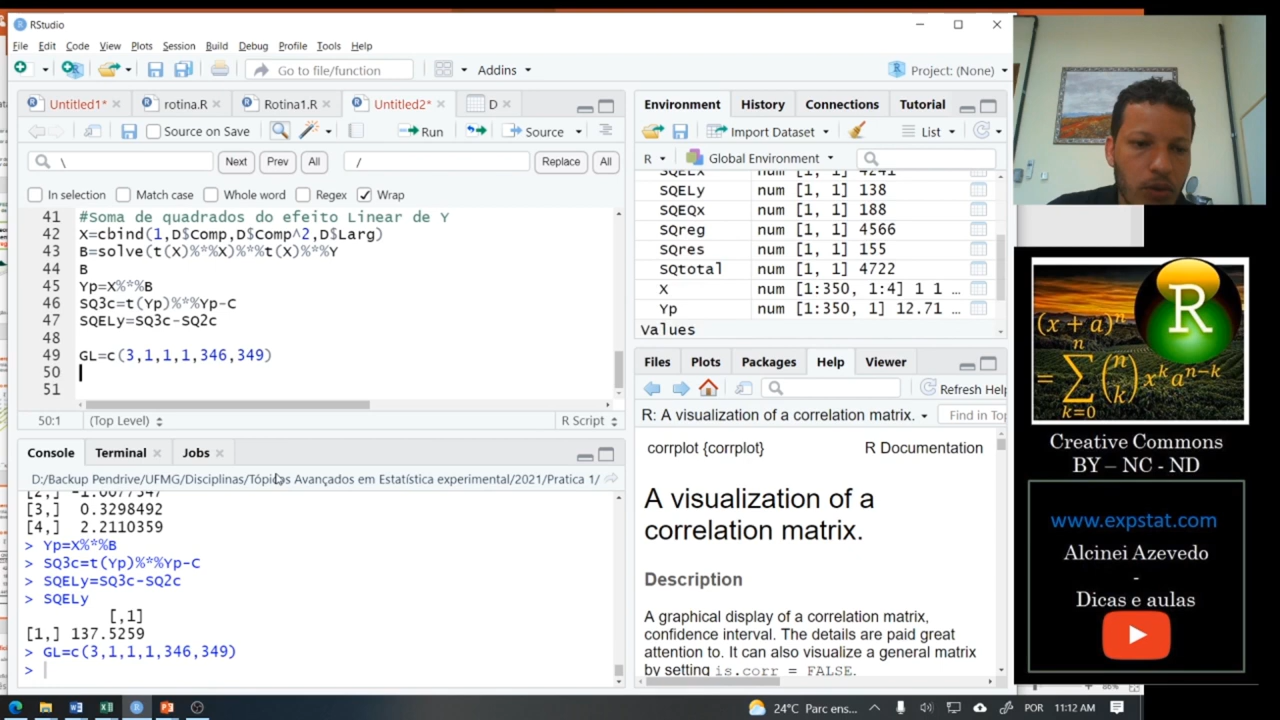 RStudio
File Edit Code View Plots Session Build Debug Profile Tools Help
Go to file/function
Addins
Project: (None)
Untitled1*
rotina.R
Rotina1.R
Untitled2*
D
Source on Save
Run
Source
\
Next
Prev
All
/
Replace
All
In selection
Match case
Whole word
Regex
Wrap
41 #Soma de quadrados do efeito Linear de Y
42 X=cbind(1,D$Comp,D$Comp^2,D$Larg)
43 B=solve(t(X)%*%X)%*%t(X)%*%Y
44 B
45 Yp=X%*%B
46 SQ3c=t(Yp)%*%Yp-C
47 SQELy=SQ3c-SQ2c
48
49 GL=c(3,1,1,1,346,349)
50
51
50:1
(Top Level)
R Script
Console
Terminal
Jobs
D:/Backup Pendrive/UFMG/Disciplinas/Tópicos Avançados em Estatística experimental/2021/Pratica 1/
[3,] 0.3298492
[4,] 2.2110359
> Yp=X%*%B
> SQ3c=t(Yp)%*%Yp-C
> SQELy=SQ3c-SQ2c
> SQELy
[,1]
[1,] 137.5259
> GL=c(3,1,1,1,346,349)
>
Environment
History
Connections
Tutorial
Import Dataset
List
R
Global Environment
SQELx num [1, 1] 4241
SQELy num [1, 1] 138
SQEQx num [1, 1] 188
SQreg num [1, 1] 4566
SQres num [1, 1] 155
SQtotal num [1, 1] 4722
X num [1:350, 1:4] 1 1 …
Yp num [1:350, 1] 12.71 …
Values
Files
Plots
Packages
Help
Viewer
Refresh Help
R: A visualization of a correlation matrix.
Find in Top
corrplot {corrplot}
R Documentation
A visualization of a
correlation matrix.
Description
A graphical display of a correlation matrix,
confidence interval. The details are paid great
attention to. It can also visualize a general matrix
by setting is.corr = FALSE.
R
(x + a)^n
= ∑_{k=0}^{n} (n k) x^k a^{n-k}
Creative Commons
BY – NC - ND
www.expstat.com
Alcinei Azevedo
-
Dicas e aulas
86%
24°C Parc ens...
POR
11:12 AM